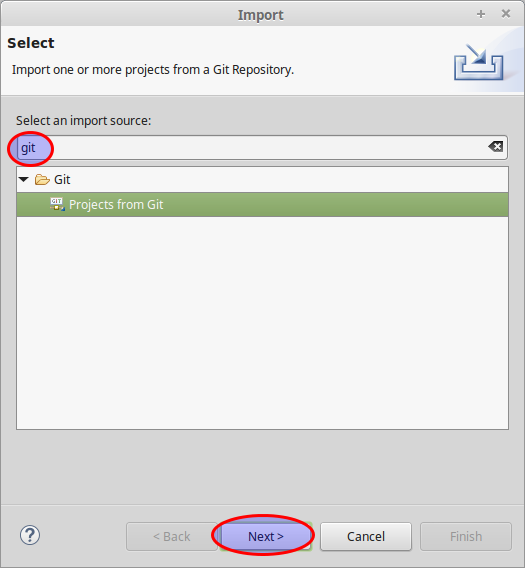 Import
Select
Import one or more projects from a Git Repository.
Select an import source:
git
Git
GIT Projects from Git
< Back Next > Cancel Finish